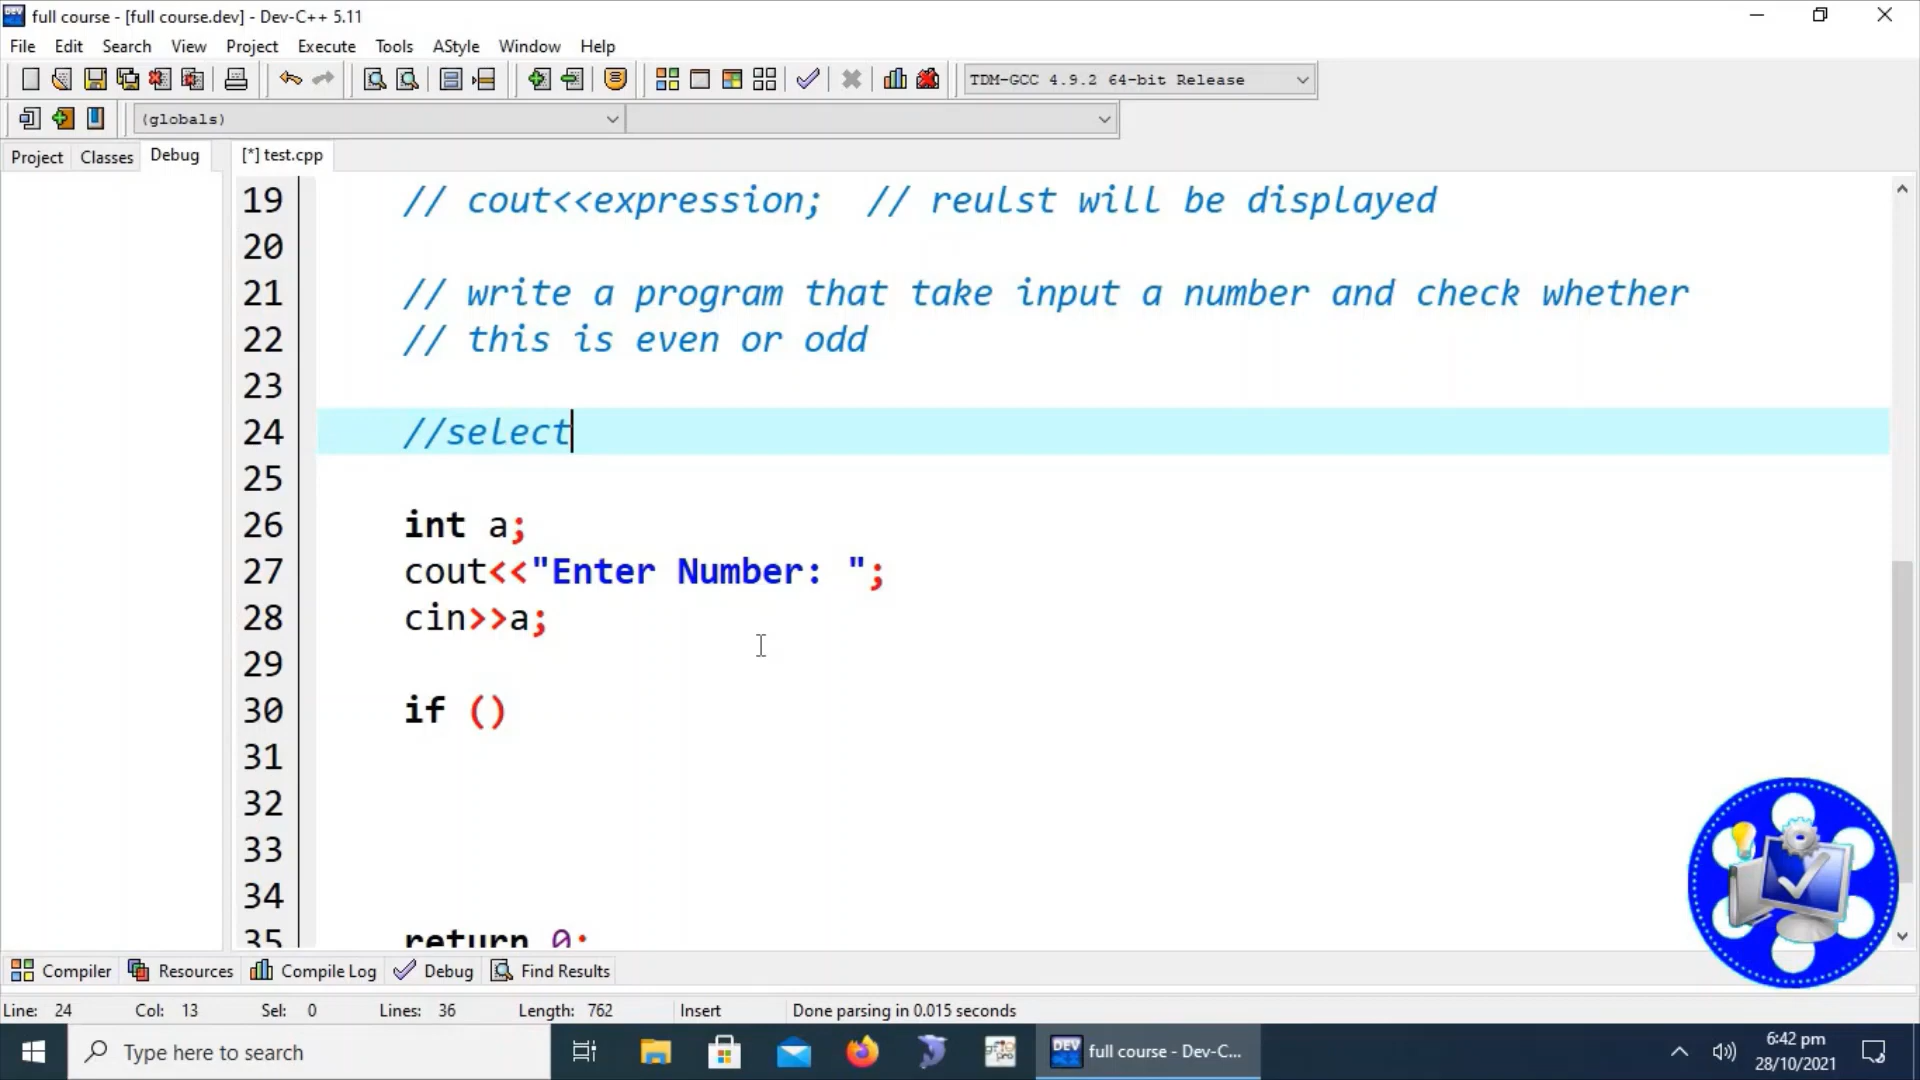 full course - [full course.dev] - Dev-C++ 5.11
File Edit Search View Project Execute Tools AStyle Window Help
TDM-GCC 4.9.2 64-bit Release
(globals)
Project Classes Debug [*] test.cpp
19 // cout<<expression; // reulst will be displayed
20
21 // write a program that take input a number and check whether
22 // this is even or odd
23
24 //select
25
26 int a;
27 cout<<"Enter Number: ";
28 cin>>a;
29
30 if ()
31
32
33
34
35 return 0;
Compiler Resources Compile Log Debug Find Results
Line: 24 Col: 13 Sel: 0 Lines: 36 Length: 762 Insert Done parsing in 0.015 seconds
Type here to search
DEV full course - Dev-C...
6:42 pm
28/10/2021